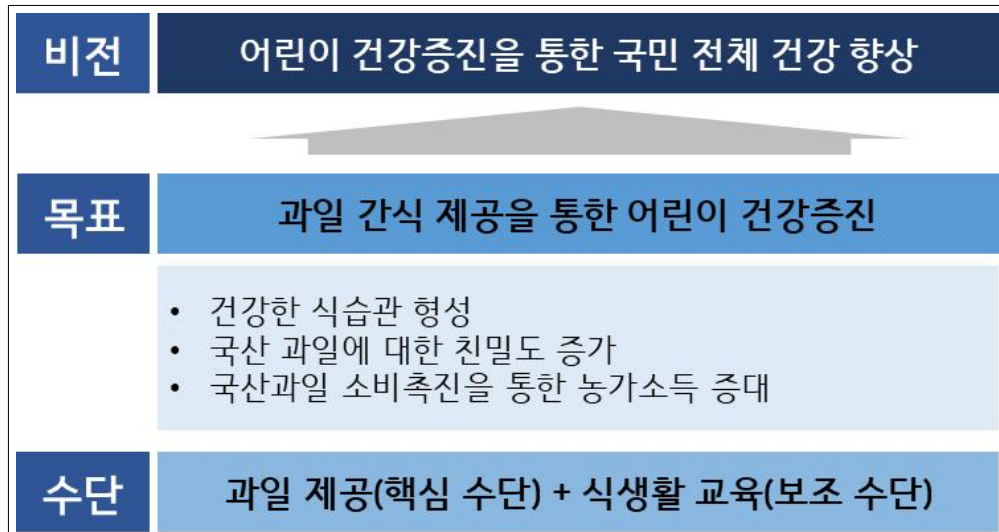 비전
어린이 건강증진을 통한 국민 전체 건강 향상
목표
과일 간식 제공을 통한 어린이 건강증진
• 건강한 식습관 형성
• 국산 과일에 대한 친밀도 증가
• 국산과일 소비촉진을 통한 농가소득 증대
수단
과일 제공(핵심 수단) + 식생활 교육(보조 수단)